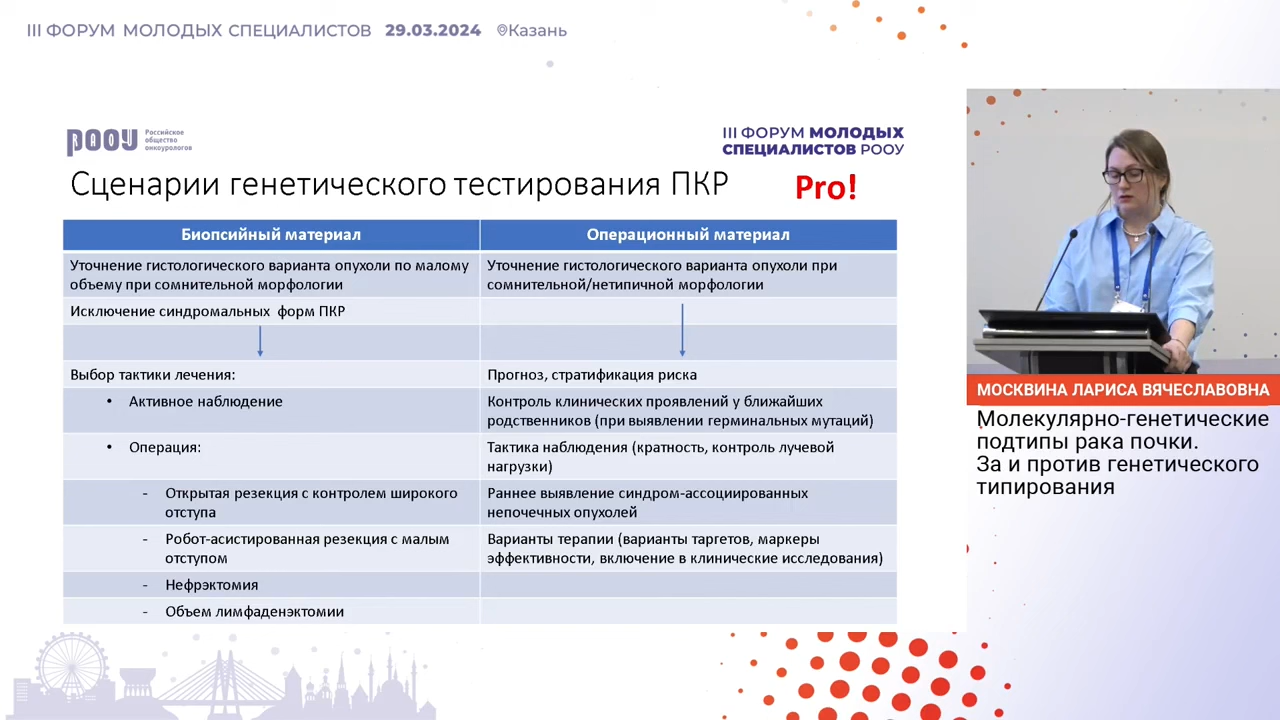 III ФОРУМ МОЛОДЫХ СПЕЦИАЛИСТОВ 29.03.2024 Казань
РООУ
Российское
общество
онкоурологов
III ФОРУМ МОЛОДЫХ
СПЕЦИАЛИСТОВ РООУ
Сценарии генетического тестирования ПКР Pro!
Биопсийный материал
Операционный материал
Уточнение гистологического варианта опухоли по малому
объему при сомнительной морфологии
Уточнение гистологического варианта опухоли при
сомнительной/нетипичной морфологии
Исключение синдромальных форм ПКР
Выбор тактики лечения:
Прогноз, стратификация риска
• Активное наблюдение
Контроль клинических проявлений у ближайших
родственников (при выявлении герминальных мутаций)
• Операция:
Тактика наблюдения (кратность, контроль лучевой
нагрузки)
- Открытая резекция с контролем широкого
отступа
Раннее выявление синдром-ассоциированных
непочечных опухолей
- Робот-асистированная резекция с малым
отступом
Варианты терапии (варианты таргетов, маркеры
эффективности, включение в клинические исследования)
- Нефрэктомия
- Объем лимфаденэктомии
МОСКВИНА ЛАРИСА ВЯЧЕСЛАВОВНА
Молекулярно-генетические
подтипы рака почки.
За и против генетического
типирования